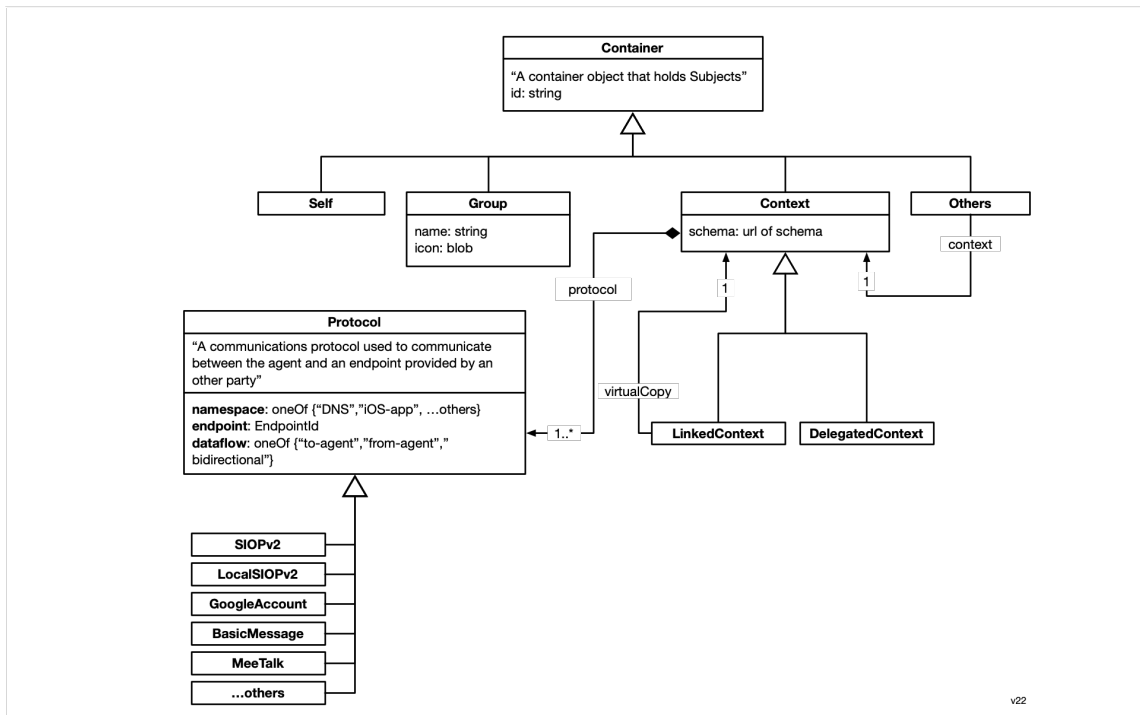 Container
“A container object that holds Subjects”
id: string
Self
Group
name: string
icon: blob
Context
schema: url of schema
Others
context
protocol
1
1
Protocol
“A communications protocol used to communicate
between the agent and an endpoint provided by an
other party”
namespace: oneOf {“DNS”,”iOS-app”, …others}
endpoint: EndpointId
dataflow: oneOf {“to-agent”,”from-agent”,”
bidirectional”}
virtualCopy
1..*
LinkedContext
DelegatedContext
SIOPv2
LocalSIOPv2
GoogleAccount
BasicMessage
MeeTalk
…others
v22